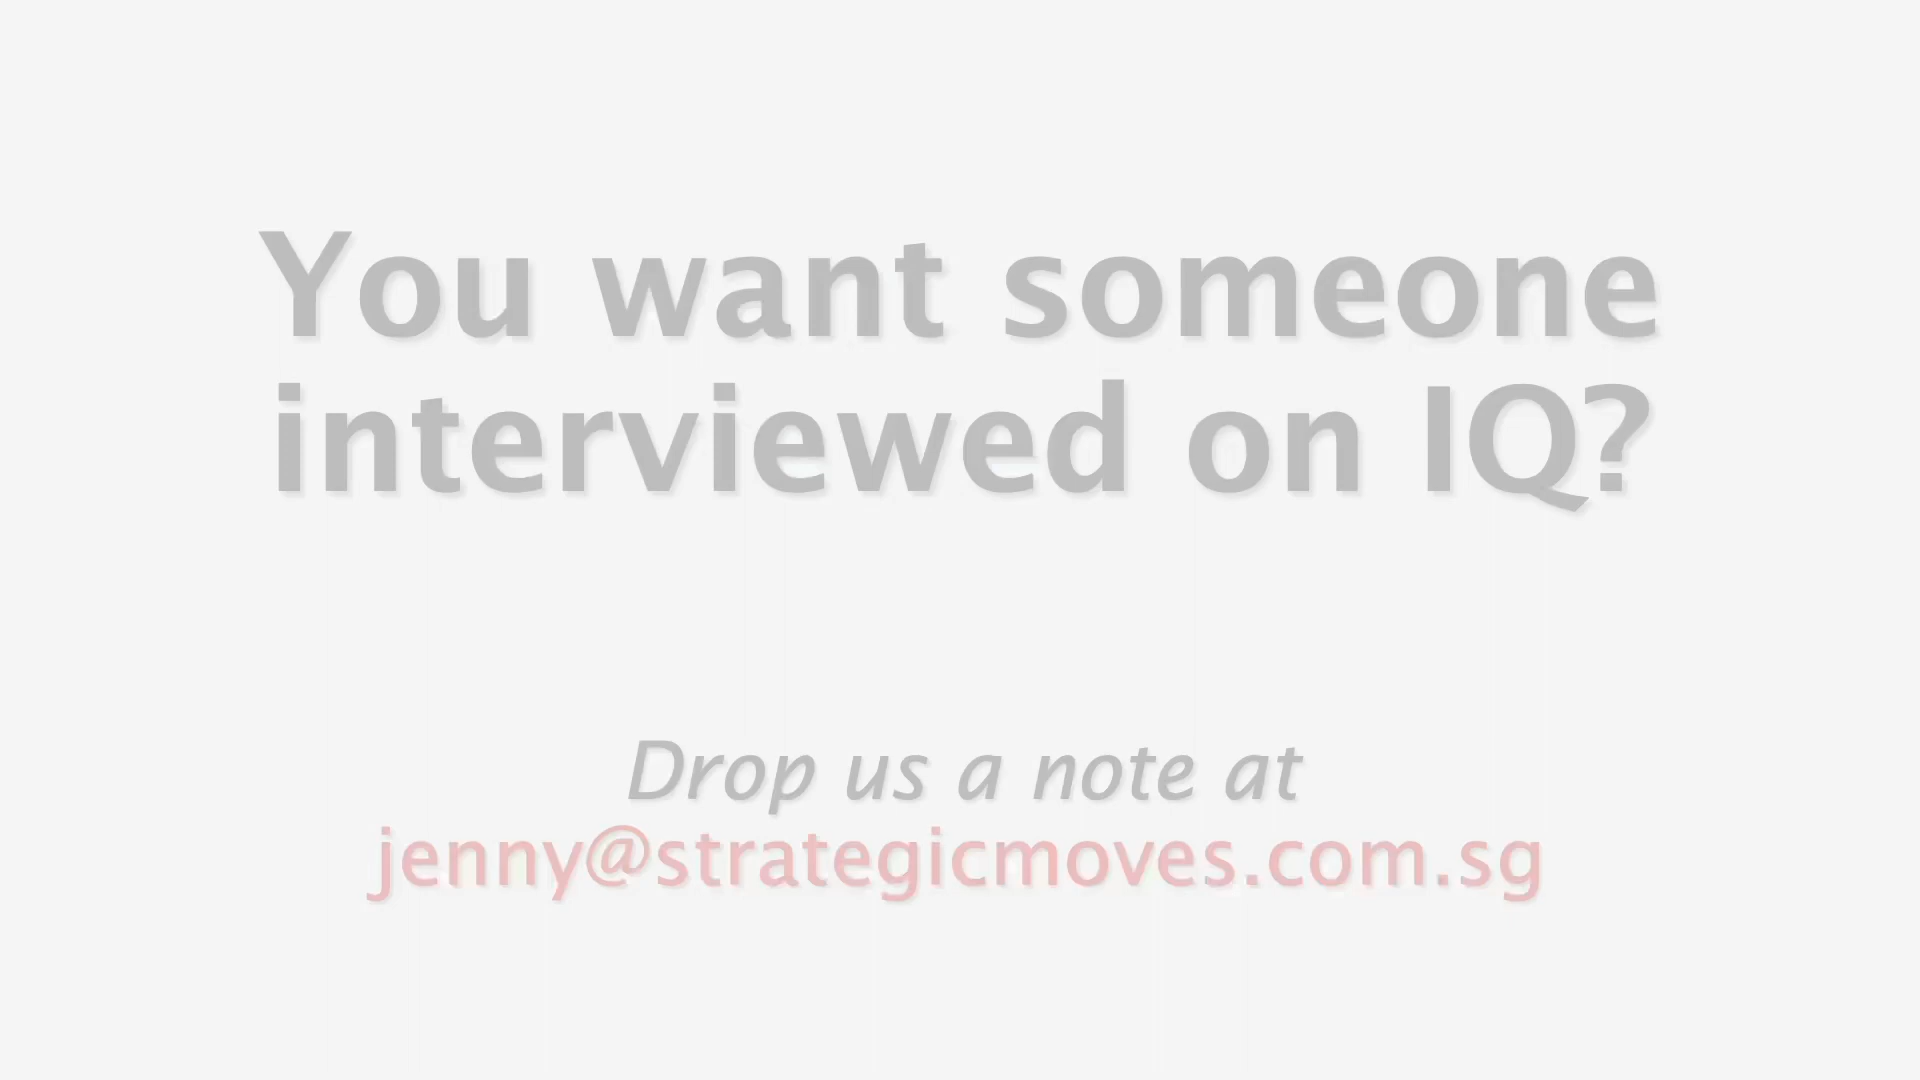 You want someone
interviewed on IQ?
Drop us a note at
jenny@strategicmoves.com.sg